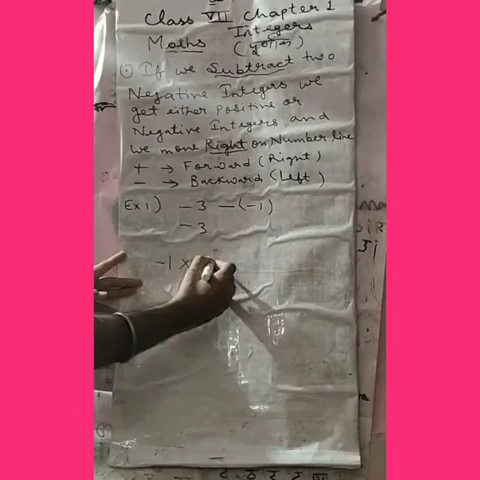 Class VII Chapter 1
Maths Integers
(पूर्णांक)
If we Subtract two
Negative Integers we
get either positive or
Negative Integers and
we move Right on Number line
+ → Forward (Right)
- → Backward (Left)
Ex 1) -3 -(-1)
-3
-1 ×